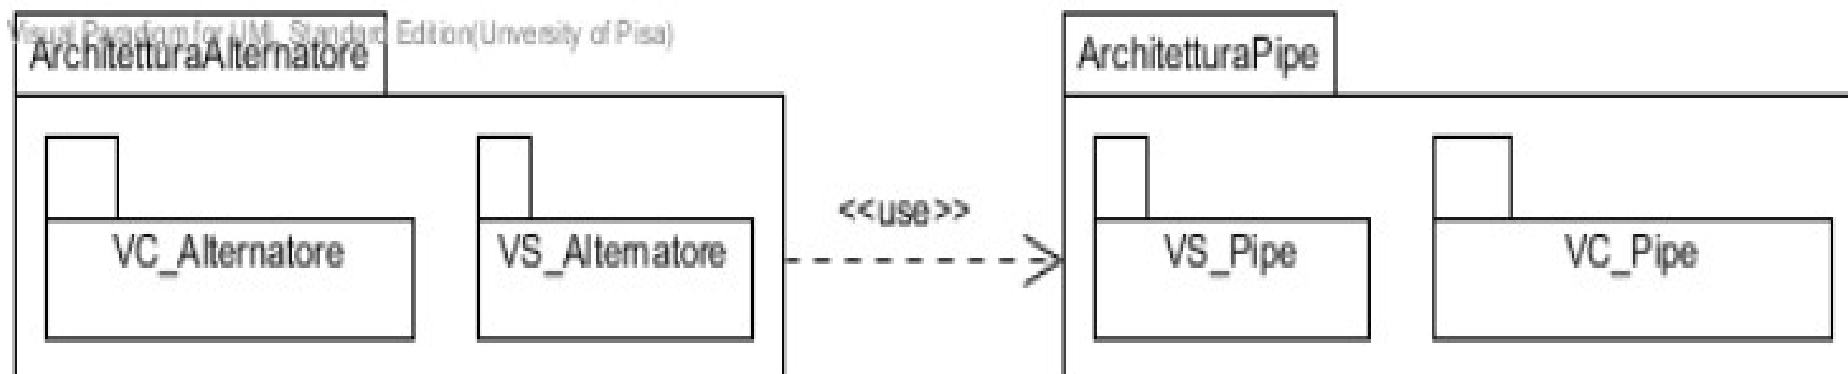 Visual Paradigm for UML Standard Edition(University of Pisa)
ArchitetturaAlternatore
ArchitetturaPipe
<<use>>
VC_Alternatore
VS_Alternatore
VS_Pipe
VC_Pipe